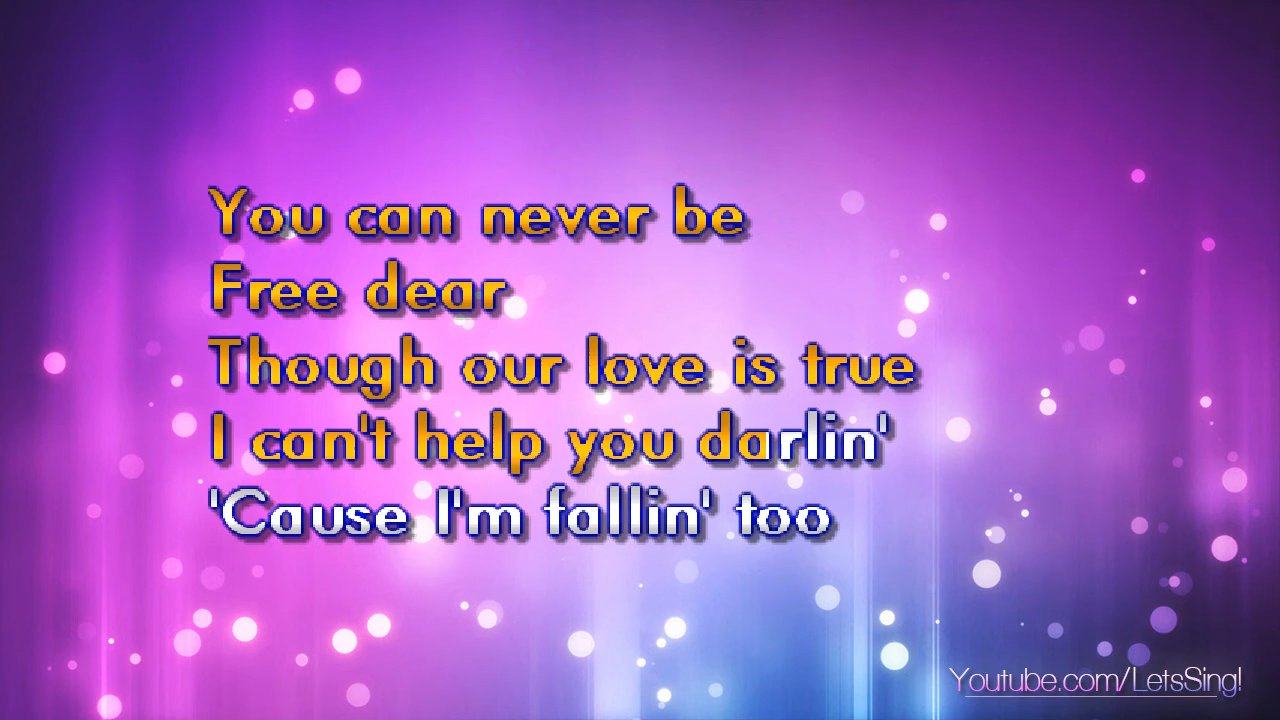 You can never be
Free dear
Though our love is true
I can't help you darlin'
'Cause I'm fallin' too
Youtube.com/LetsSing!